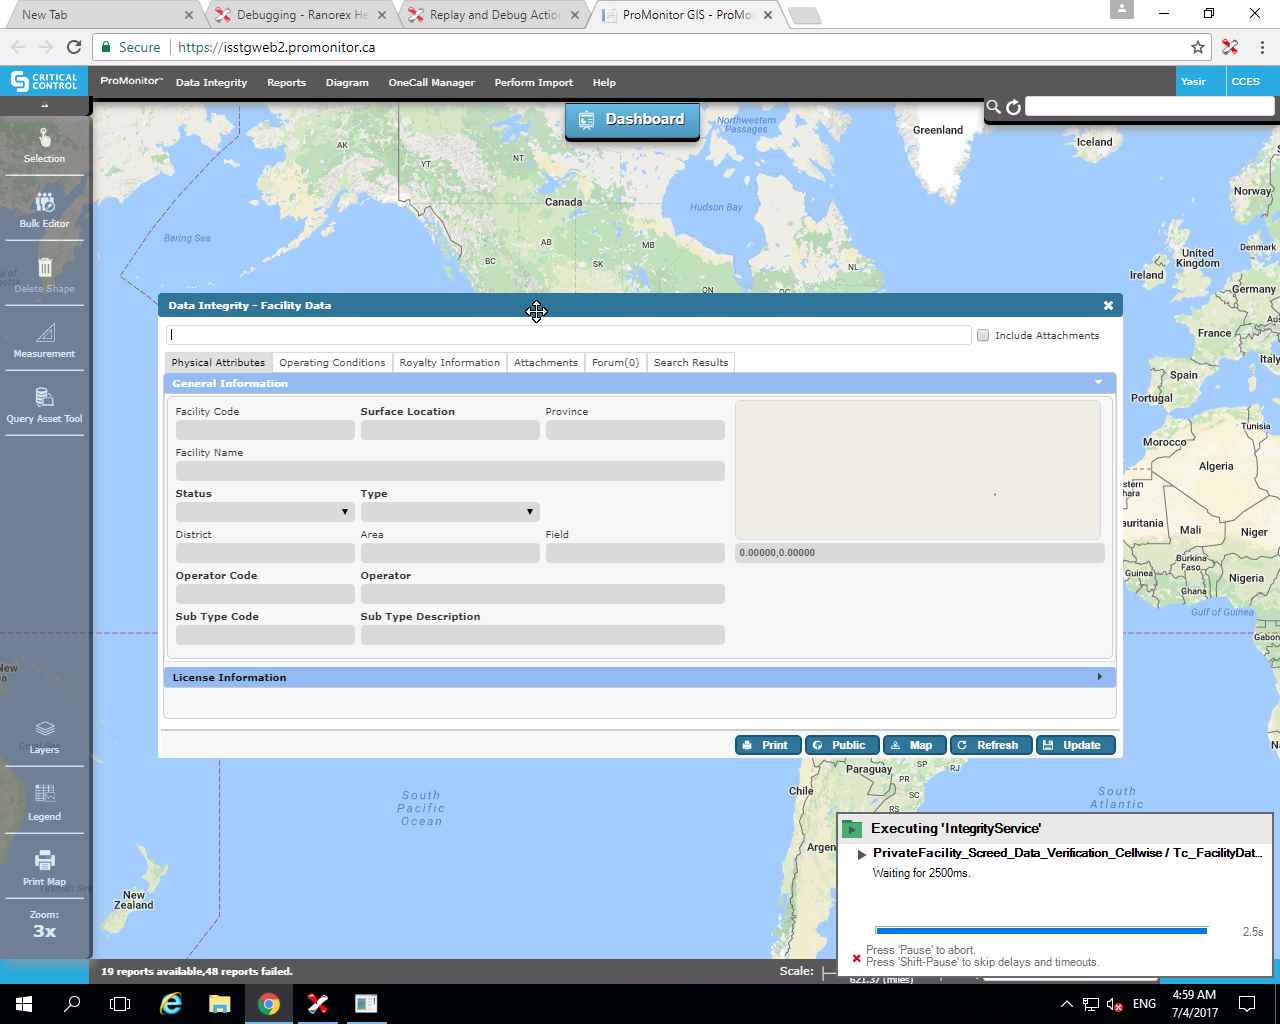 New Tab
Debugging - Ranorex He
Replay and Debug Actio
ProMonitor GIS - ProMo
Secure
https://isstgweb2.promonitor.ca
CRITICAL CONTROL
ProMonitor™
Data Integrity
Reports
Diagram
OneCall Manager
Perform Import
Help
Yasir
CCES
Dashboard
Selection
Bulk Editor
Delete Shape
Measurement
Query Asset Tool
Layers
Legend
Print Map
Zoom:
3x
Northwestern Passages
Greenland
Iceland
Norway
AK
YT
NT
Canada
Hudson Bay
Bering Sea
AB
MB
BC
SK
NL
ON
United Kingdom
Denmark
Ireland
Germany
France
Spain
Portugal
Morocco
Tunisia
Algeria
Mali
Niger
Burkina Faso
Guinea
Ghana
Nigeria
Gulf of Guinea
Gabon
Data Integrity - Facility Data
Include Attachments
Physical Attributes
Operating Conditions
Royalty Information
Attachments
Forum(0)
Search Results
General Information
Facility Code
Surface Location
Province
Facility Name
Status
Type
District
Area
Field
0.00000,0.00000
Operator Code
Operator
Sub Type Code
Sub Type Description
License Information
Print
Public
Map
Refresh
Update
Paraguay
PR
SP
RJ
SC
RS
Chile
Argen
South Pacific Ocean
South Atlantic
New Zealand
Executing 'IntegrityService'
PrivateFacility_Screed_Data_Verification_Cellwise / Tc_FacilityDat...
Waiting for 2500ms.
2.5s
Press 'Pause' to abort.
Press 'Shift-Pause' to skip delays and timeouts.
19 reports available,48 reports failed.
Scale:
621.37 (miles)
ENG
4:59 AM
7/4/2017